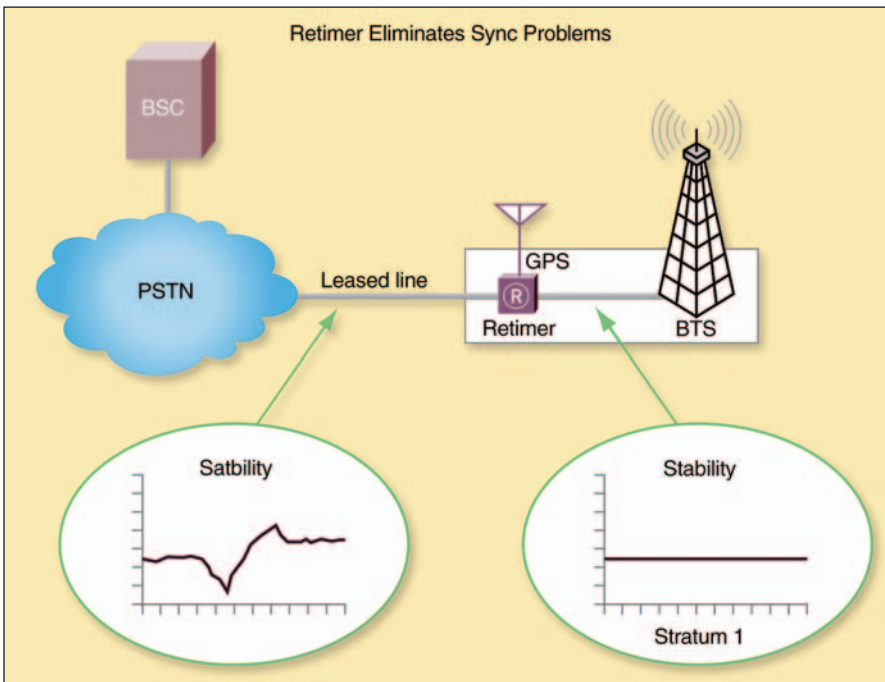 Retimer Eliminates Sync Problems
BSC
PSTN
Leased line
GPS
R
Retimer
BTS
Satbility
Stability
Stratum 1